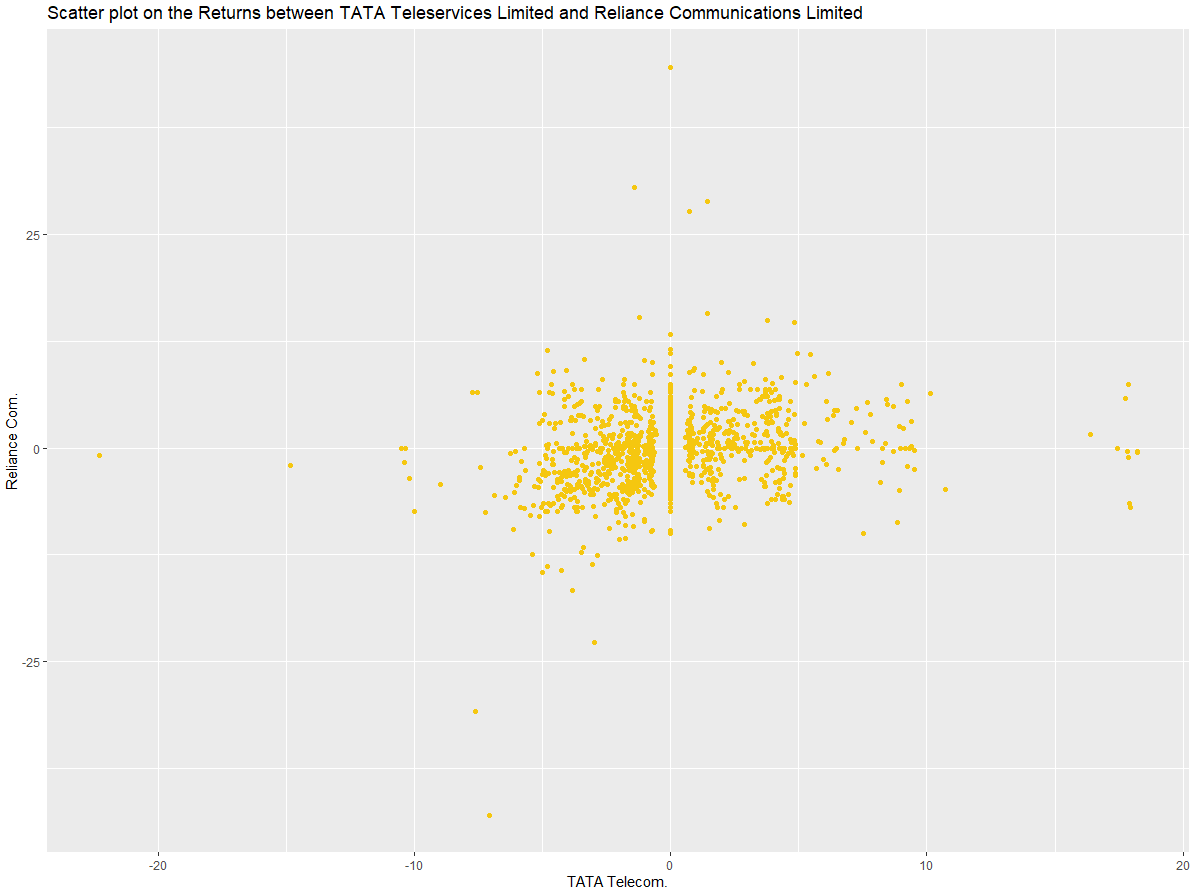 Scatter plot on the Returns between TATA Teleservices Limited and Reliance Communications Limited
Reliance Com.
25
0
-25
-20
-10
0
10
20
TATA Telecom.